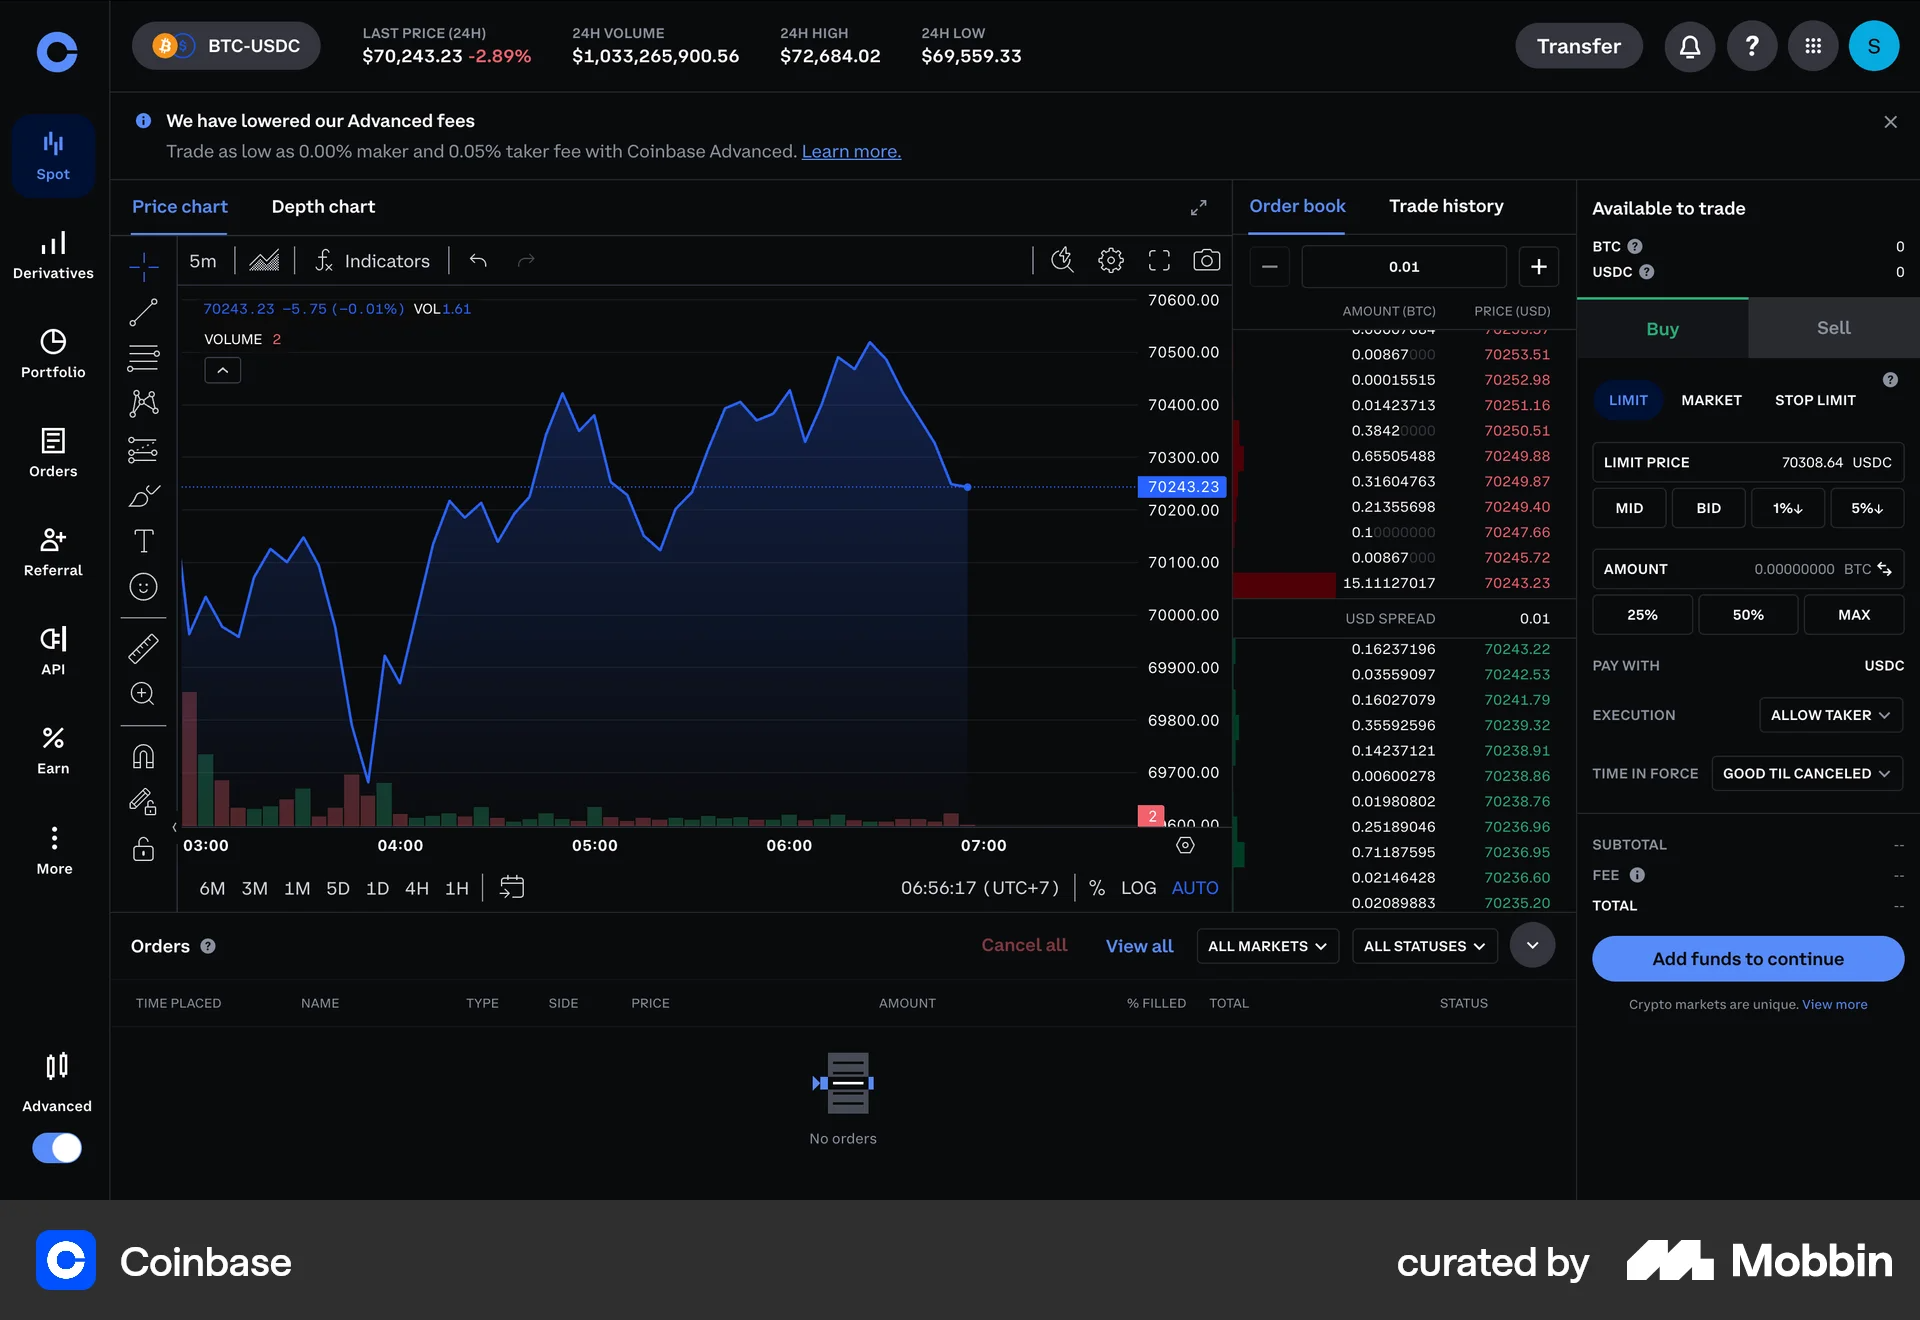 BTC-USDC
LAST PRICE (24H)
$70,243.23 -2.89%
24H VOLUME
$1,033,265,900.56
24H HIGH
$72,684.02
24H LOW
$69,559.33
Transfer
?
S
We have lowered our Advanced fees
Trade as low as 0.00% maker and 0.05% taker fee with Coinbase Advanced. Learn more.
Spot
Derivatives
Portfolio
Orders
Referral
API
Earn
More
Advanced
Price chart
Depth chart
5m
Indicators
70243.23 −5.75 (−0.01%) VOL 1.61
VOLUME 2
70600.00
70500.00
70400.00
70300.00
70243.23
70200.00
70100.00
70000.00
69900.00
69800.00
69700.00
2
03:00
04:00
05:00
06:00
07:00
6M 3M 1M 5D 1D 4H 1H
06:56:17 (UTC+7)
% LOG AUTO
Order book
Trade history
0.01
AMOUNT (BTC) PRICE (USD)
0.00867000 70253.51
0.00015515 70252.98
0.01423713 70251.16
0.38420000 70250.51
0.65505488 70249.88
0.31604763 70249.87
0.21355698 70249.40
0.10000000 70247.66
0.00867000 70245.72
15.11127017 70243.23
USD SPREAD 0.01
0.16237196 70243.22
0.03559097 70242.53
0.16027079 70241.79
0.35592596 70239.32
0.14237121 70238.91
0.00600278 70238.86
0.01980802 70238.76
0.25189046 70236.96
0.71187595 70236.95
0.02146428 70236.60
0.02089883 70235.20
Available to trade
BTC ? 0
USDC ? 0
Buy
Sell
?
LIMIT
MARKET
STOP LIMIT
LIMIT PRICE 70308.64 USDC
MID
BID
1%↓
5%↓
AMOUNT 0.00000000 BTC
25%
50%
MAX
PAY WITH USDC
EXECUTION ALLOW TAKER
TIME IN FORCE GOOD TIL CANCELED
SUBTOTAL --
FEE --
TOTAL --
Add funds to continue
Crypto markets are unique. View more
Orders ?
Cancel all
View all
ALL MARKETS
ALL STATUSES
TIME PLACED NAME TYPE SIDE PRICE AMOUNT % FILLED TOTAL STATUS
No orders
Coinbase
curated by Mobbin